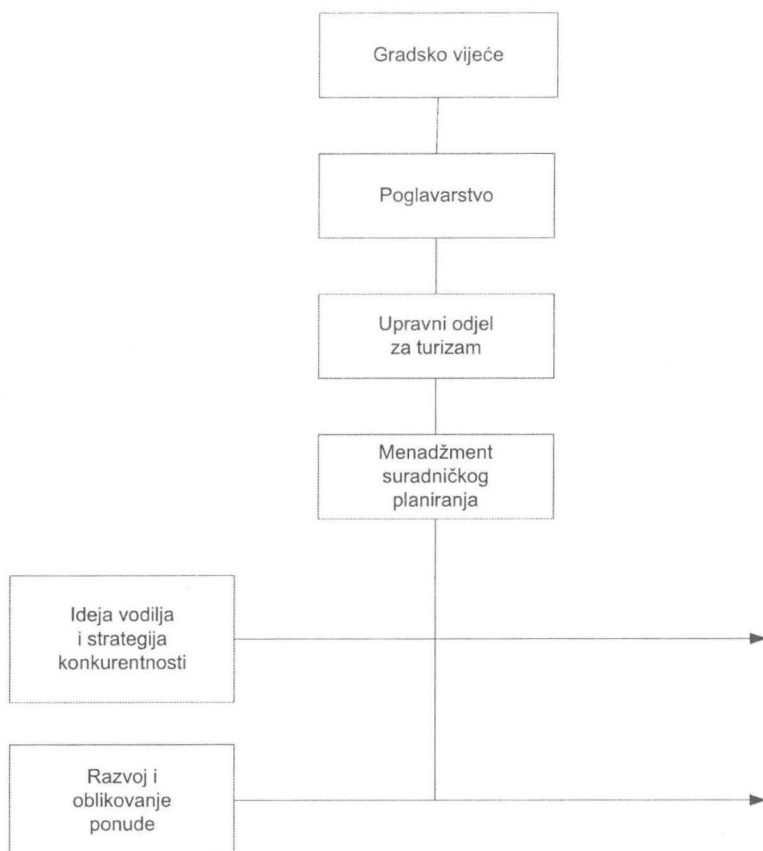 Gradsko vijeće
Poglavarstvo
Upravni odjel
za turizam
Menadžment
suradničkog
planiranja
Ideja vodilja
i strategija
konkurentnosti
Razvoj i
oblikovanje
ponude